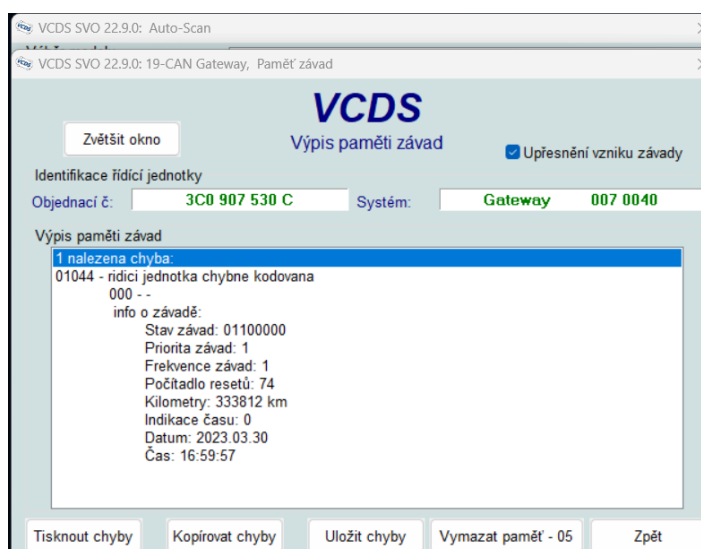 VCDS SVO 22.9.0: Auto-Scan
VCDS SVO 22.9.0: 19-CAN Gateway, Paměť závad
VCDS
Zvětšit okno
Výpis paměti závad
Upřesnění vzniku závady
Identifikace řídící jednotky
Objednací č: 3C0 907 530 C Systém: Gateway 007 0040
Výpis paměti závad
1 nalezena chyba:
01044 - ridici jednotka chybne kodovana
000 - -
info o závadě:
Stav závad: 01100000
Priorita závad: 1
Frekvence závad: 1
Počítadlo resetů: 74
Kilometry: 333812 km
Indikace času: 0
Datum: 2023.03.30
Čas: 16:59:57
Tisknout chyby Kopírovat chyby Uložit chyby Vymazat paměť - 05 Zpět